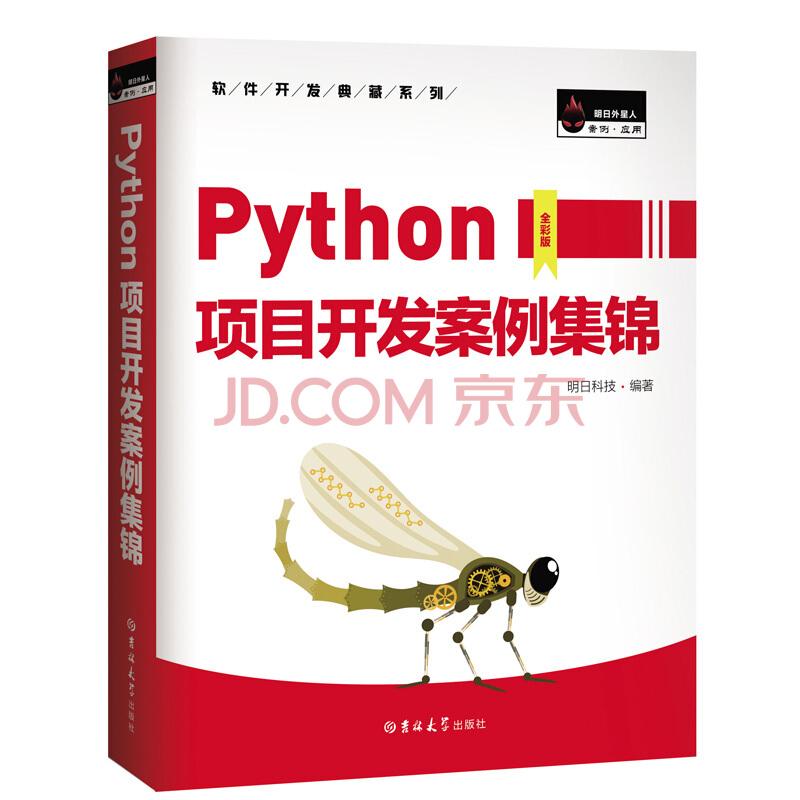 软/件/开/发/典/藏/系/列/
明日外星人
案例·应用
Python
全彩版
项目开发案例集锦
明日科技·编著
JD.COM 京东
吉林大学出版社
明日外星人
案例·应用
Python 项目开发案例集锦
吉林大学出版社